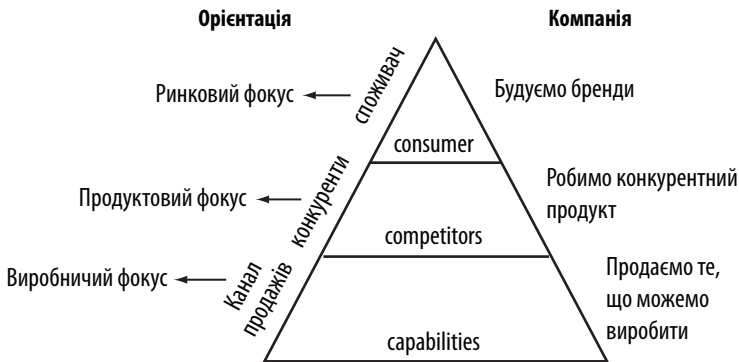 Орієнтація
Компанія
Ринковий фокус
споживач
Будуємо бренди
consumer
Продуктовий фокус
конкуренти
Робимо конкурентний
продукт
competitors
Виробничий фокус
Канал
продажів
Продаємо те,
що можемо
виробити
capabilities